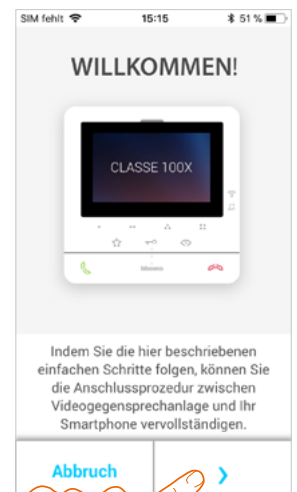 SIM fehlt 15:15 51 %
WILLKOMMEN!
CLASSE 100X
Indem Sie die hier beschriebenen
einfachen Schritte folgen, können Sie
die Anschlussprozedur zwischen
Videogegensprechanlage und Ihr
Smartphone vervollständigen.
Abbruch